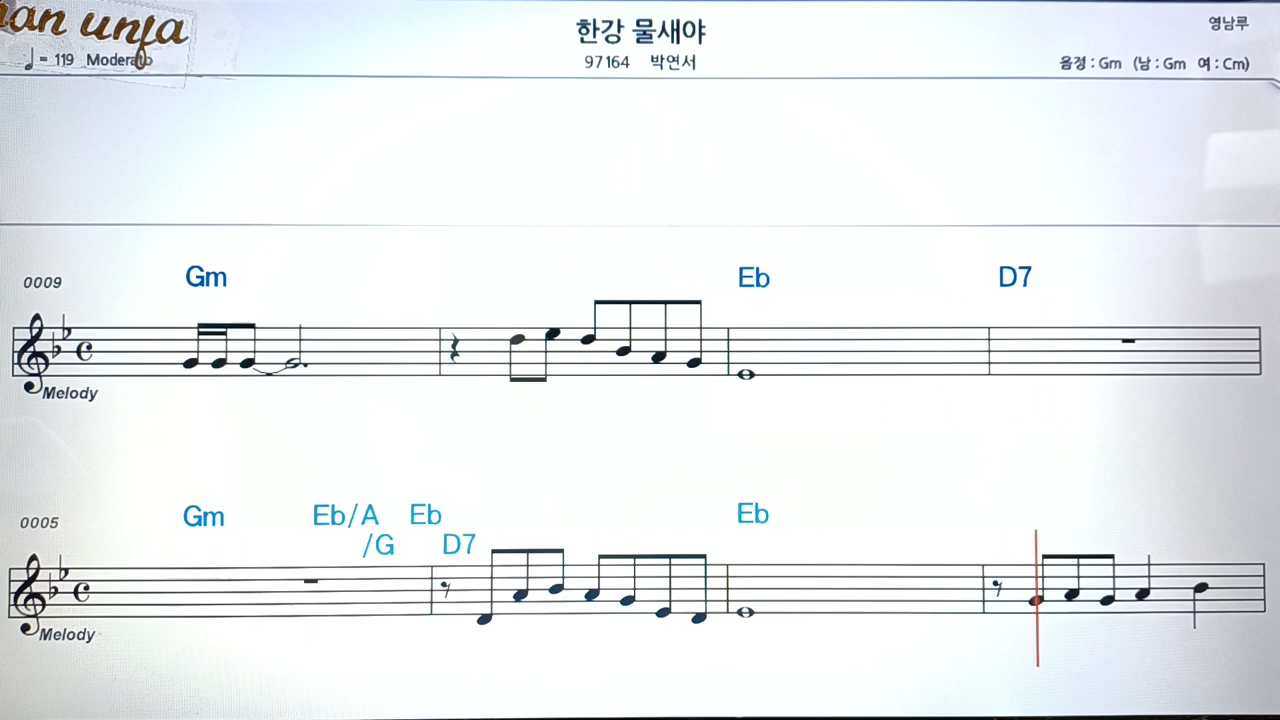 han unja
한강 물새야
영남루
♩= 119 Moderato
97164 박연서
음정 : Gm (남 : Gm 여 : Cm)
0009
Gm
Eb
D7
Melody
0005
Gm
Eb/A
Eb
Eb
/G
D7
Melody